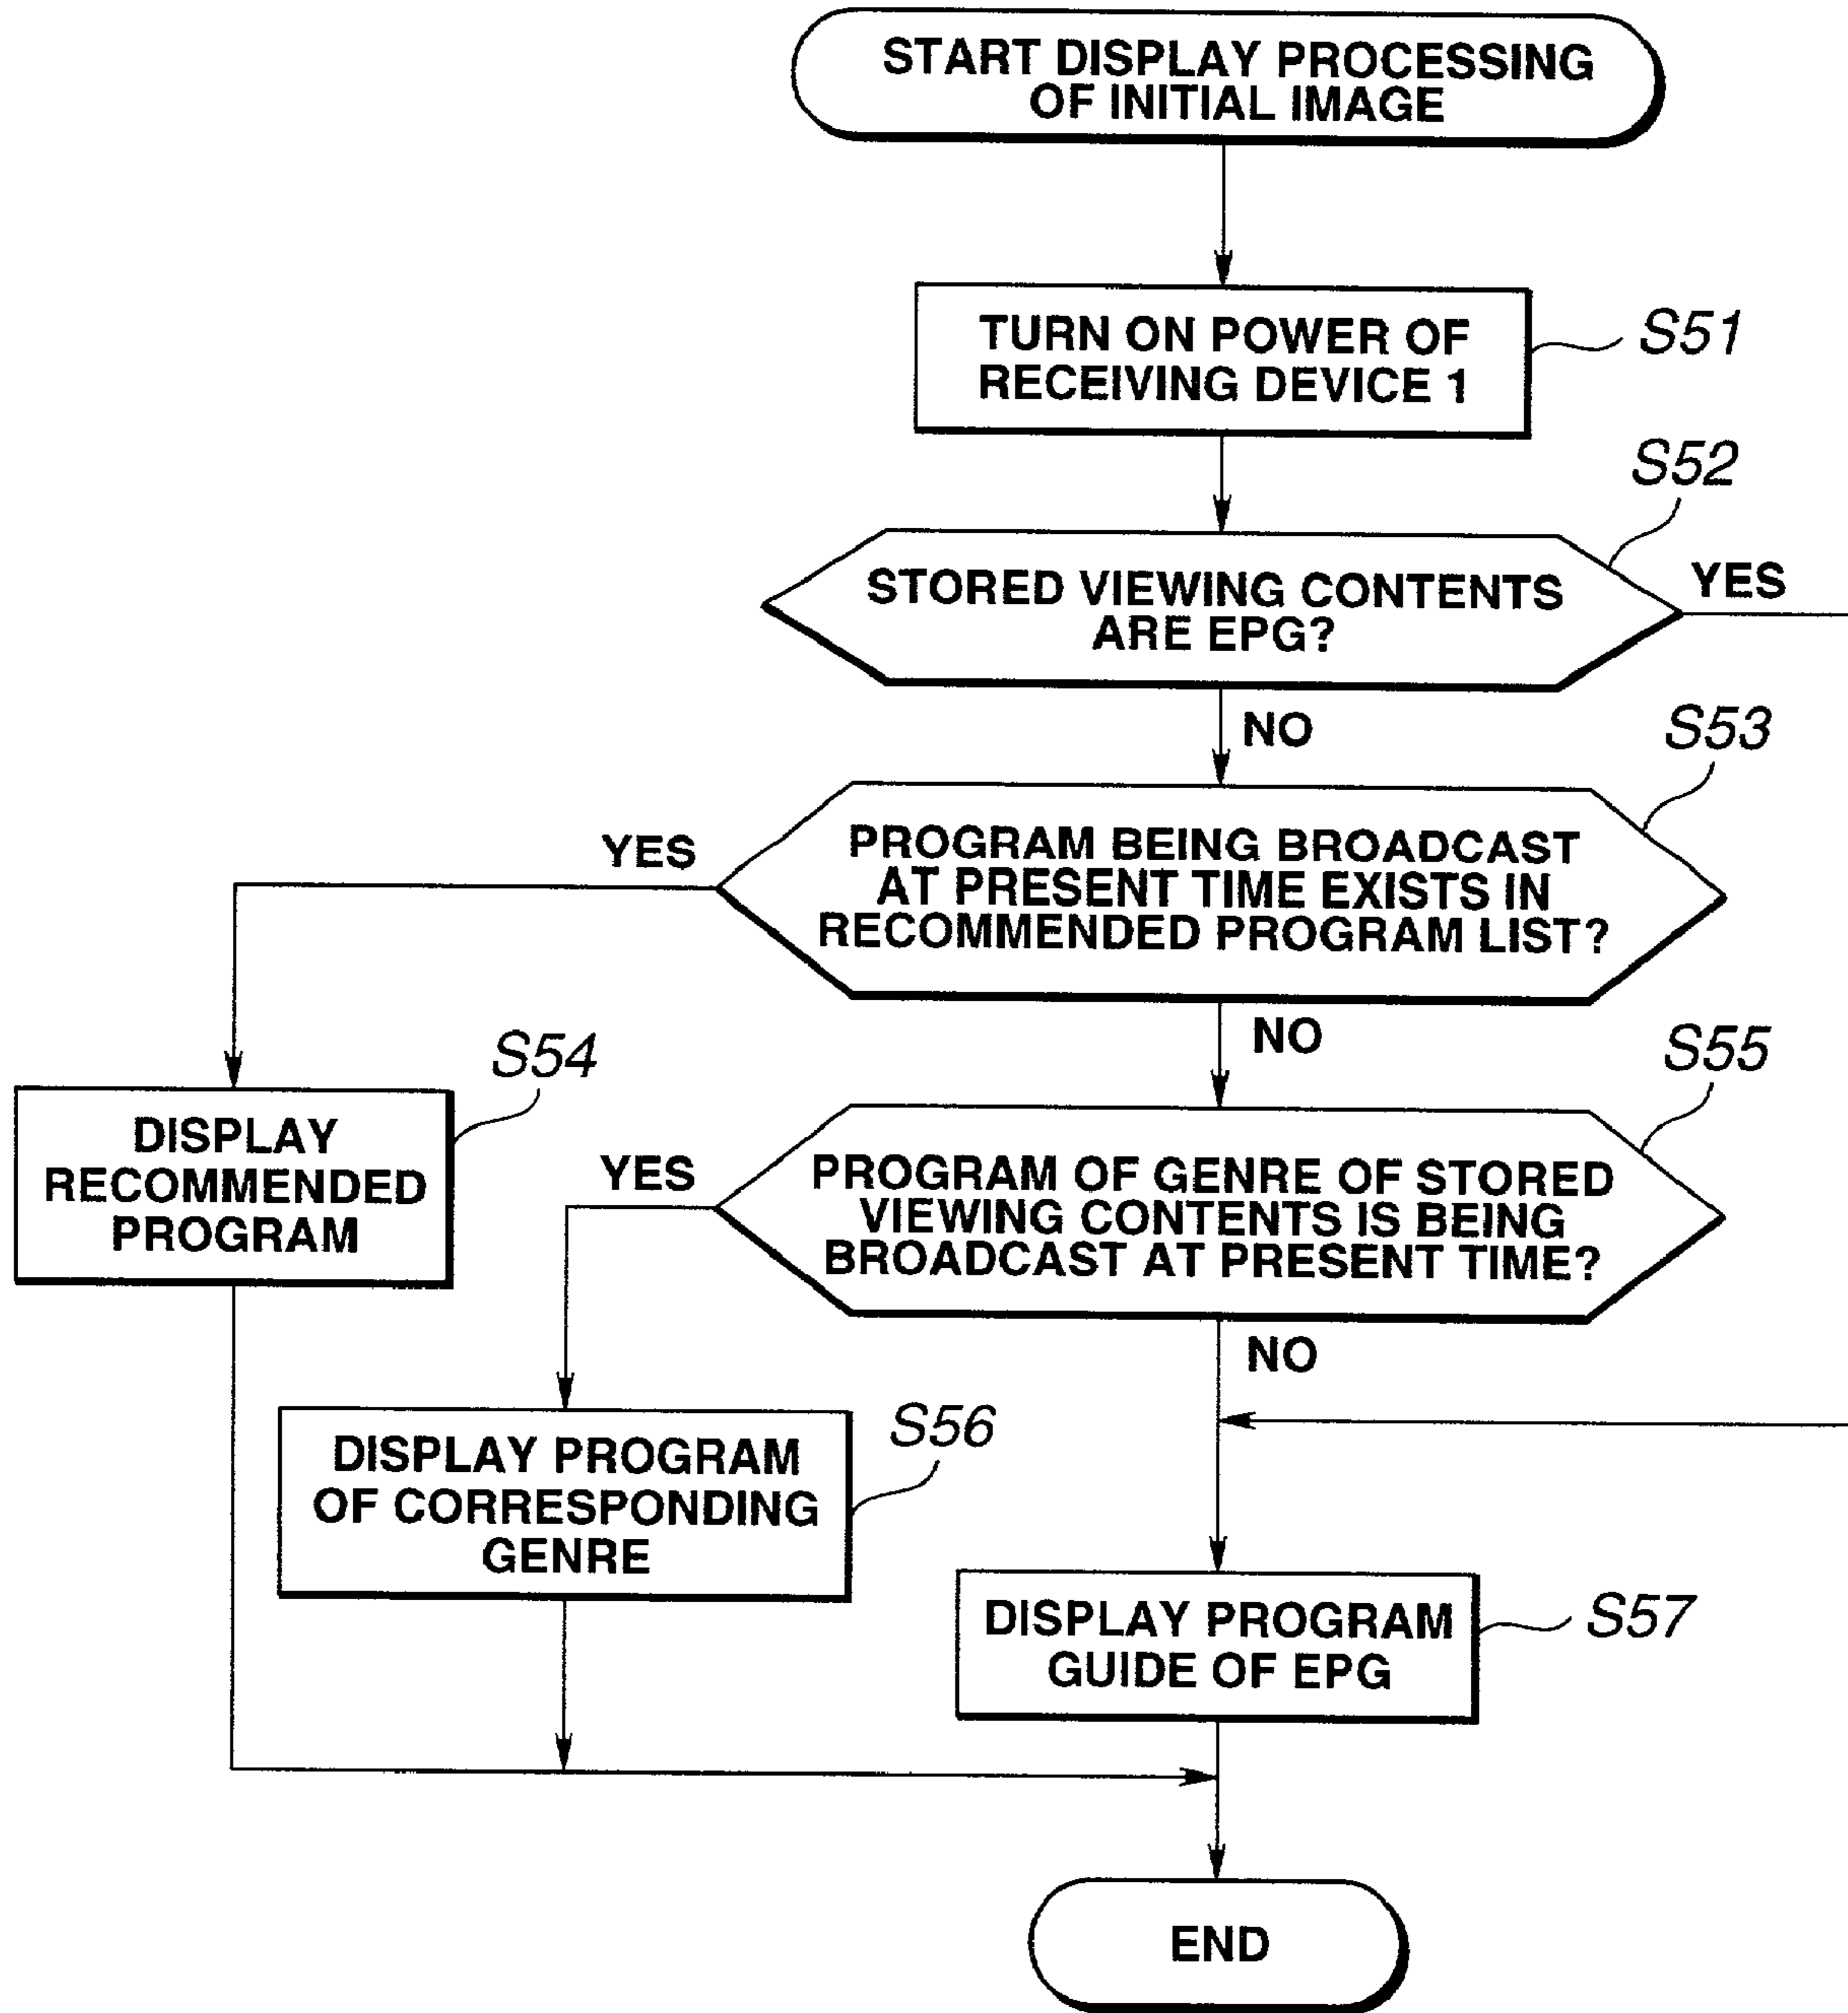 START DISPLAY PROCESSING
OF INITIAL IMAGE
TURN ON POWER OF
RECEIVING DEVICE 1
S51
S52
STORED VIEWING CONTENTS
ARE EPG?
YES
NO
S53
PROGRAM BEING BROADCAST
AT PRESENT TIME EXISTS IN
RECOMMENDED PROGRAM LIST?
YES
NO
S54
DISPLAY
RECOMMENDED
PROGRAM
S55
PROGRAM OF GENRE OF STORED
VIEWING CONTENTS IS BEING
BROADCAST AT PRESENT TIME?
YES
NO
S56
DISPLAY PROGRAM
OF CORRESPONDING
GENRE
DISPLAY PROGRAM
GUIDE OF EPG
S57
END